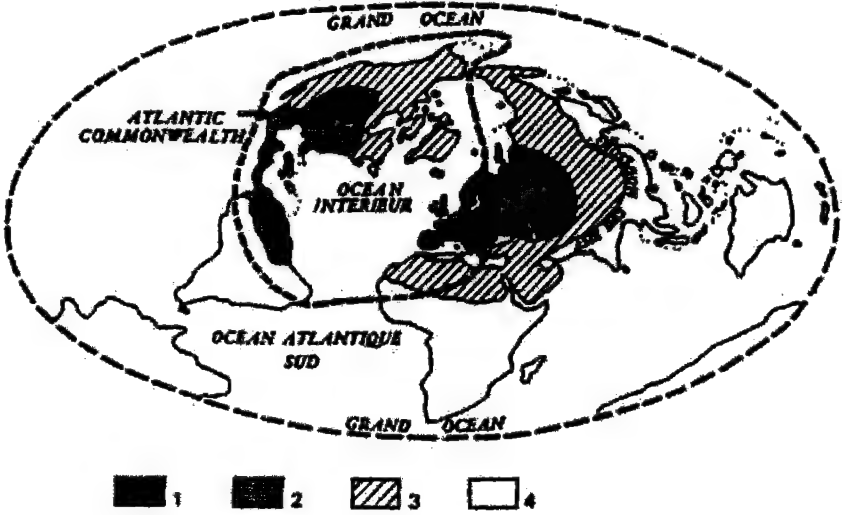 GRAND OCEAN
ATLANTIC
COMMONWEALTH
OCEAN
INTERIEUR
OCEAN ATLANTIQUE
SUD
GRAND OCEAN
1 2 3 4